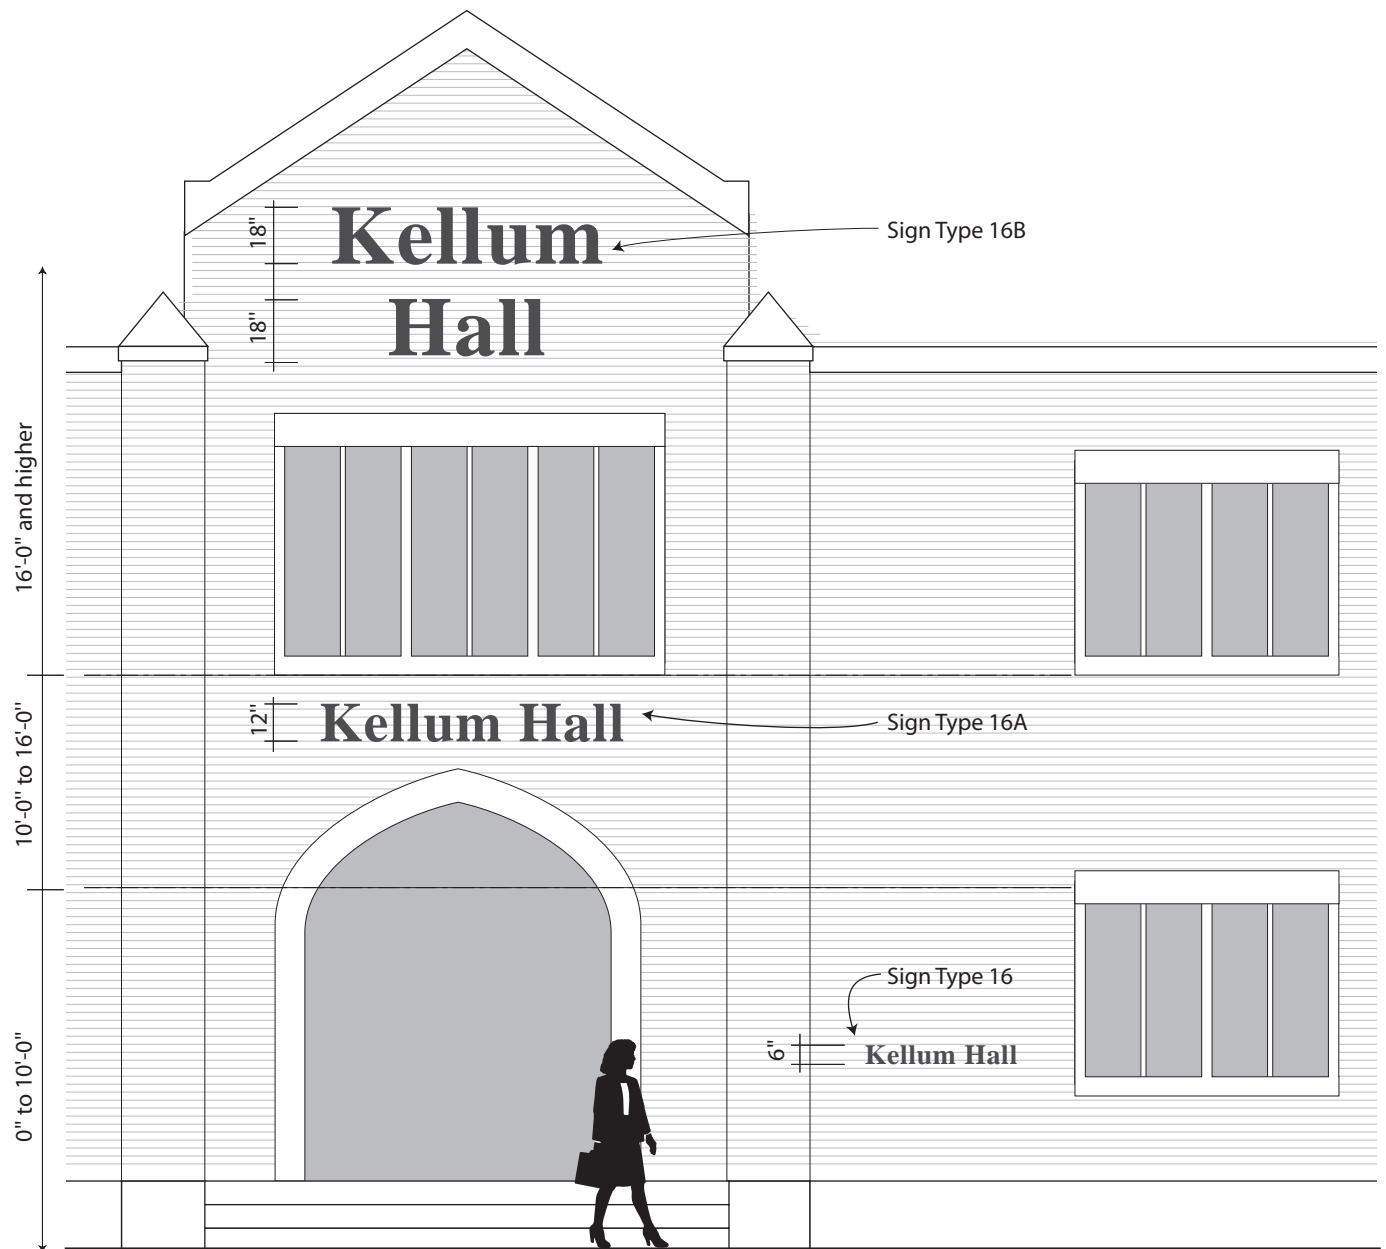 18"
Kellum
Sign Type 16B
18"
Hall
16'-0" and higher
12"
Kellum Hall
Sign Type 16A
10'-0" to 16'-0"
Sign Type 16
6"
Kellum Hall
0" to 10'-0"